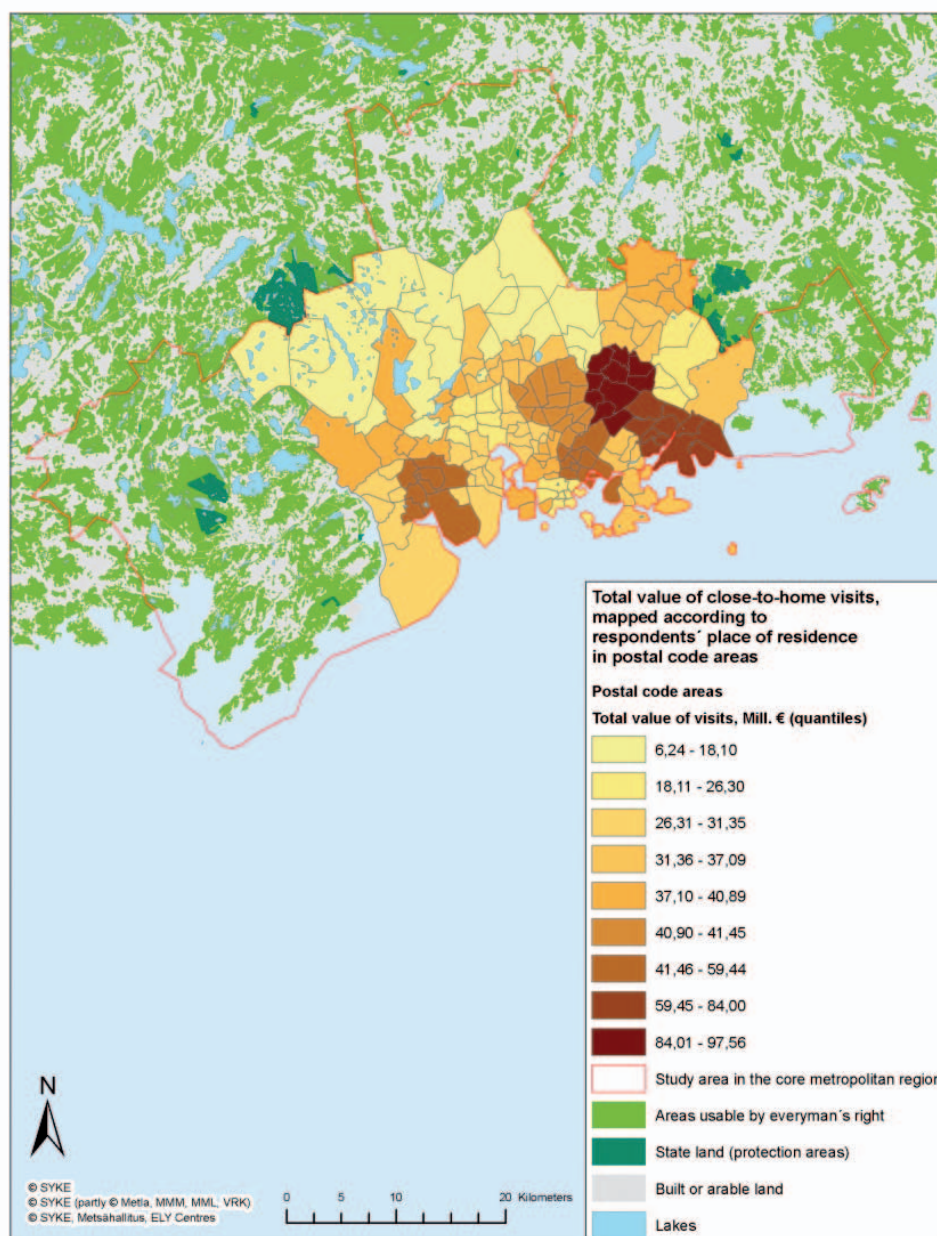 Total value of close-to-home visits,
mapped according to
respondents´ place of residence
in postal code areas
Postal code areas
Total value of visits, Mill. € (quantiles)
6,24 - 18,10
18,11 - 26,30
26,31 - 31,35
31,36 - 37,09
37,10 - 40,89
40,90 - 41,45
41,46 - 59,44
59,45 - 84,00
84,01 - 97,56
Study area in the core metropolitan region
Areas usable by everyman´s right
State land (protection areas)
Built or arable land
Lakes
N
© SYKE
© SYKE (partly © Metla, MMM, MML, VRK)
© SYKE, Metsähallitus, ELY Centres
0 5 10 20 Kilometers